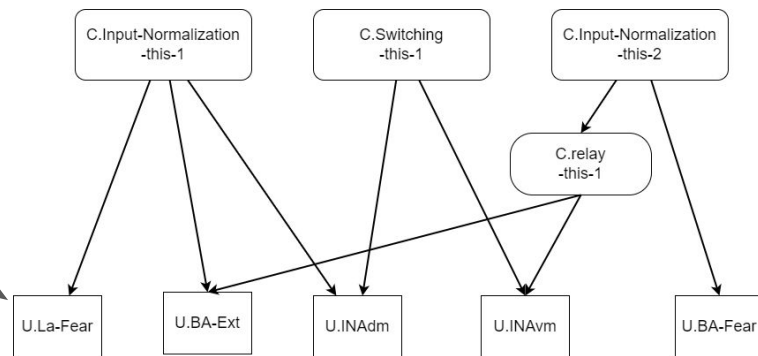 C.Input-Normalization
-this-1
C.Switching
-this-1
C.Input-Normalization
-this-2
C.relay
-this-1
U.La-Fear
U.BA-Ext
U.INAdm
U.INAvm
U.BA-Fear